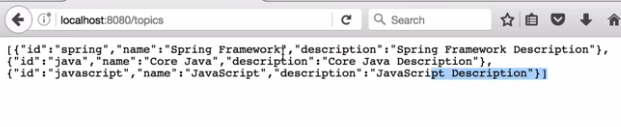 localhost:8080/topics
Search
[{"id":"spring","name":"Spring Framework","description":"Spring Framework Description"},
{"id":"java","name":"Core Java","description":"Core Java Description"},
{"id":"javascript","name":"JavaScript","description":"JavaScript Description"}]